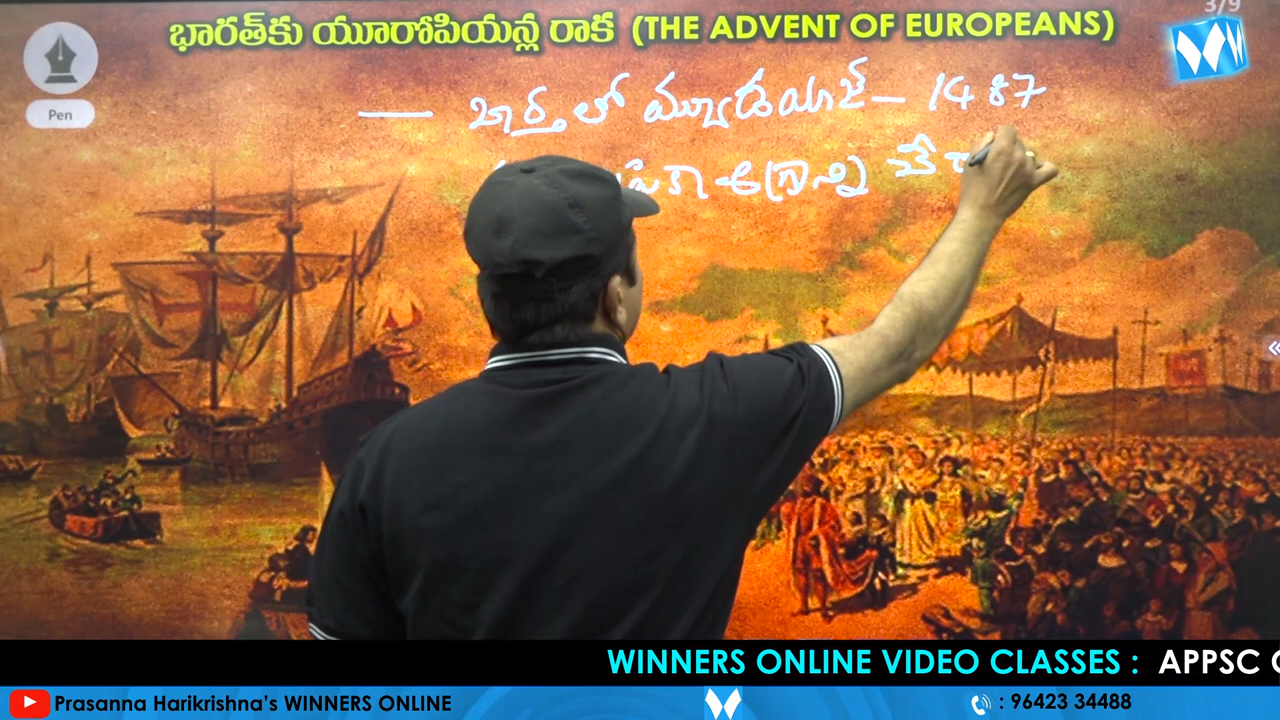 3/9
భారత్‌కు యూరోపియన్ల రాక (THE ADVENT OF EUROPEANS)
Pen
— బార్తలోమ్యూడయాజ్ – 1487
ఆగ్రాన్ని చే
WINNERS ONLINE VIDEO CLASSES : APPSC
Prasanna Harikrishna's WINNERS ONLINE
: 96423 34488